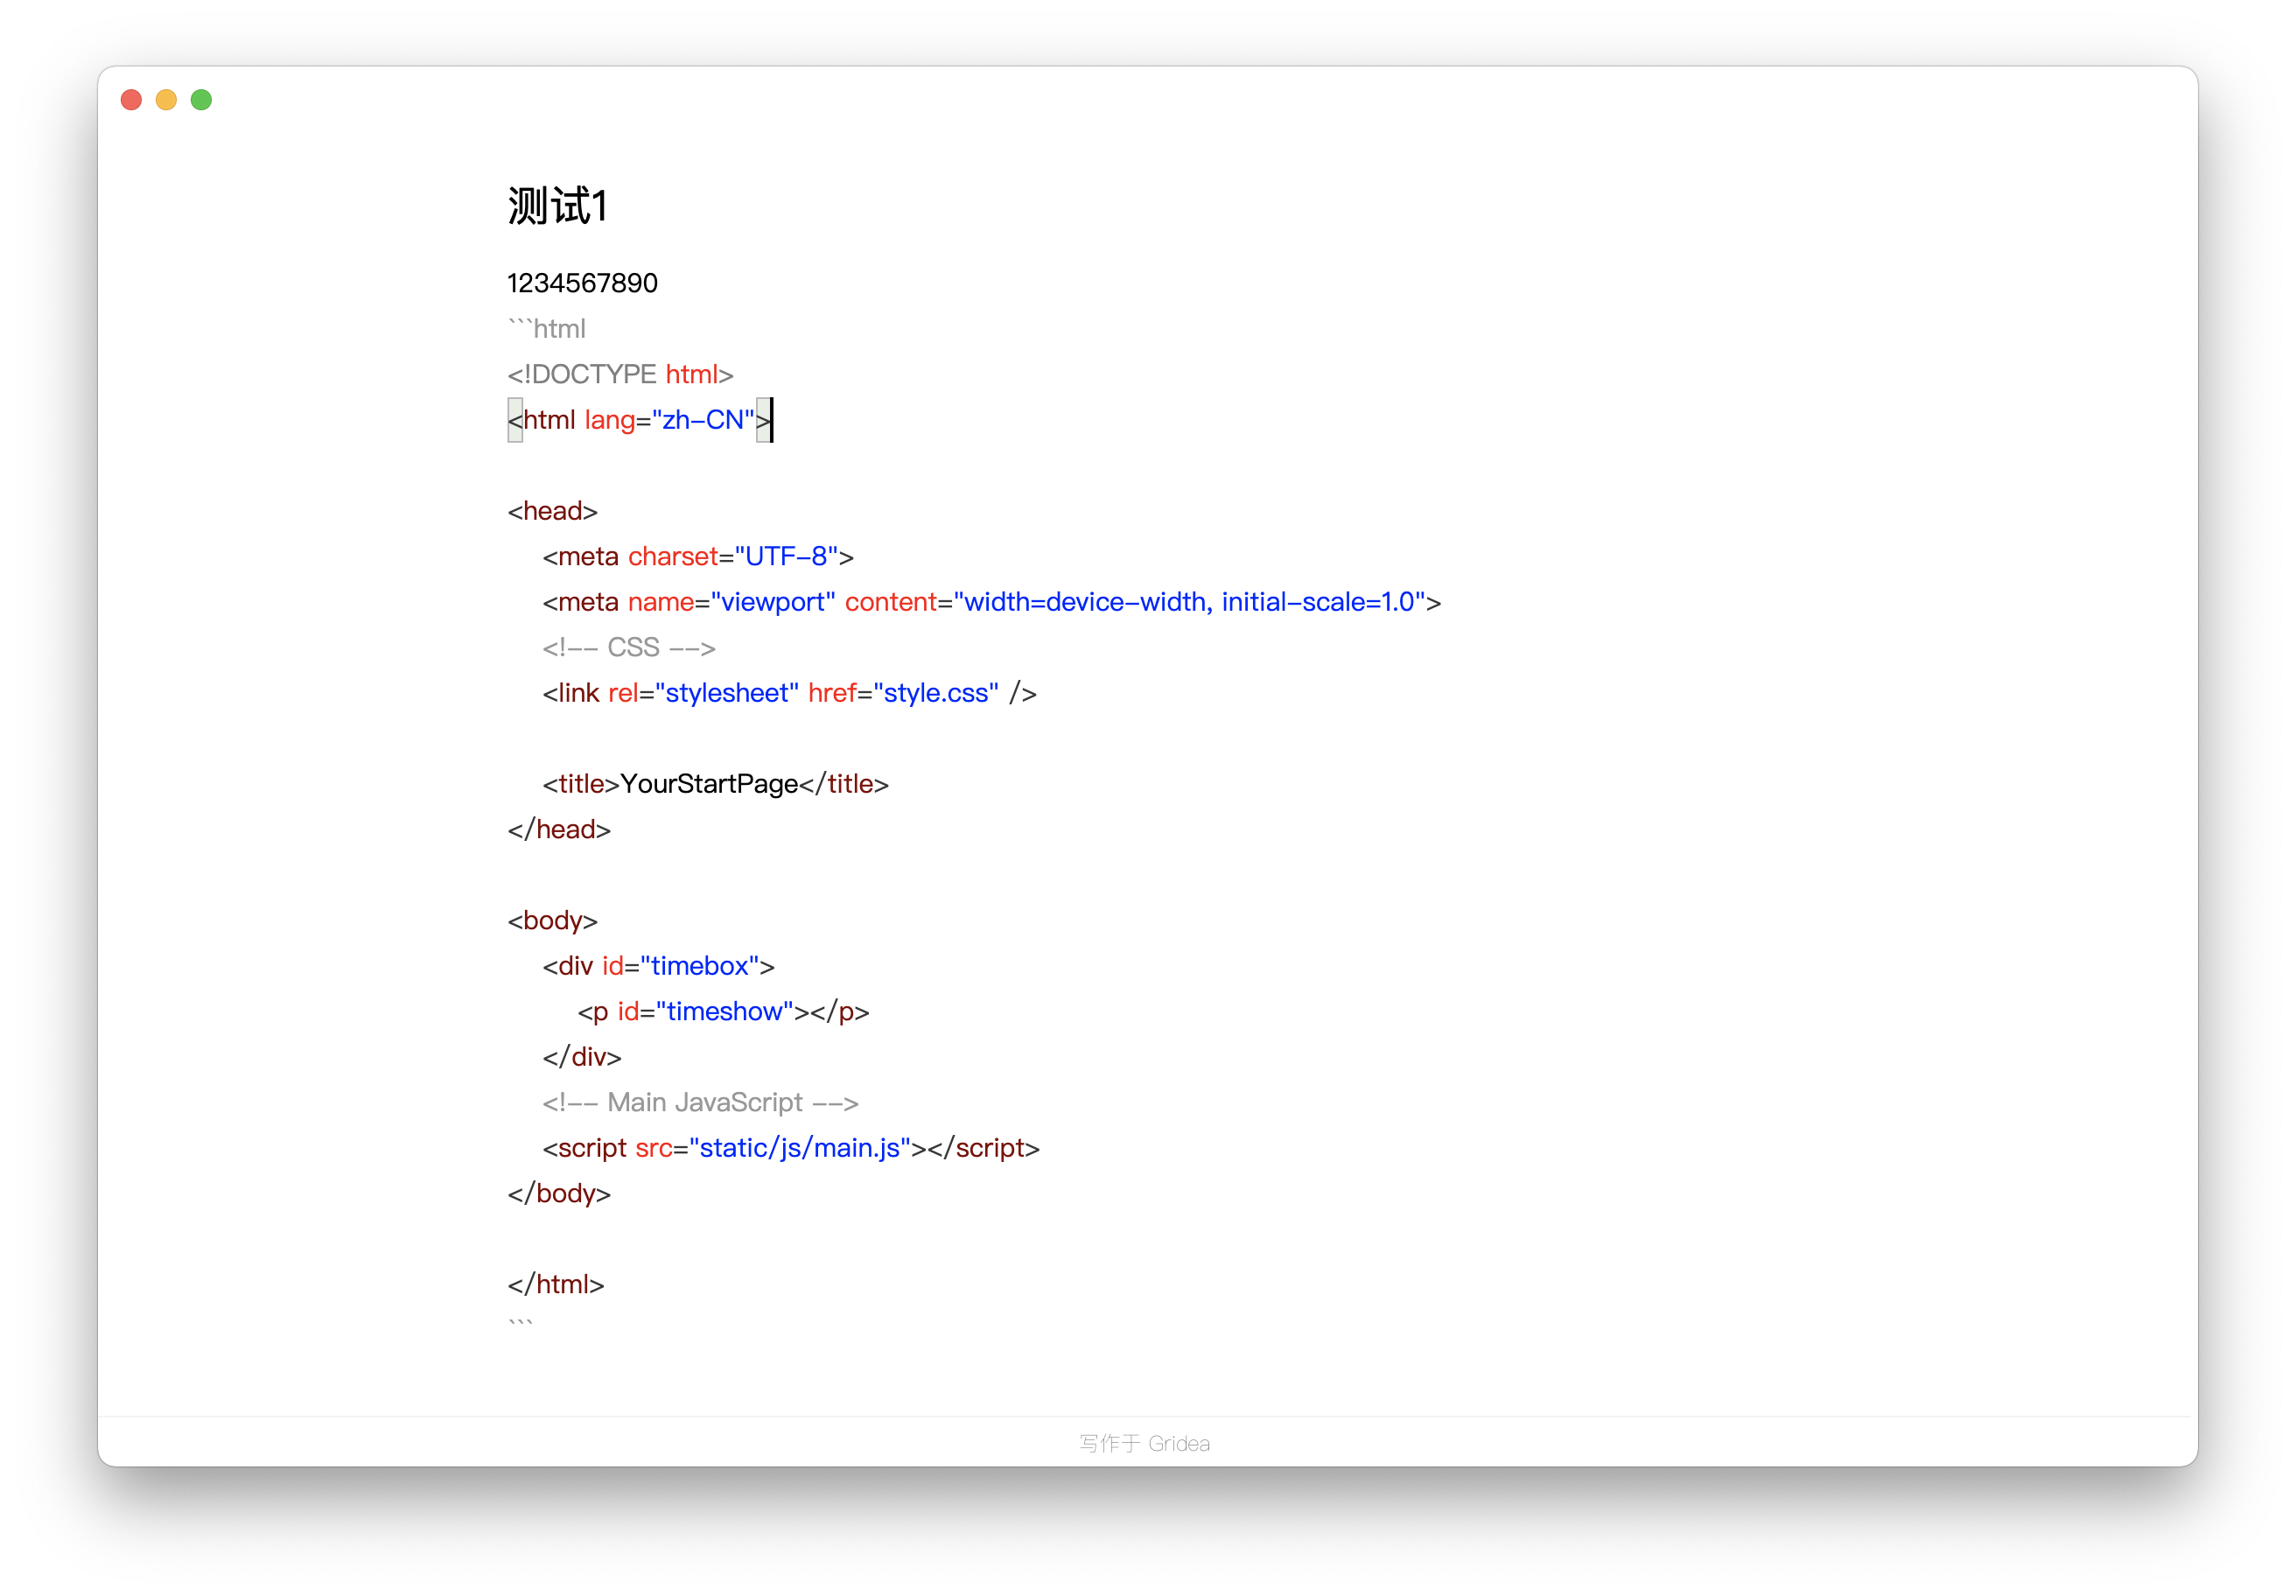 测试1
1234567890
```html
<!DOCTYPE html>
<html lang="zh-CN">
<head>
<meta charset="UTF-8">
<meta name="viewport" content="width=device-width, initial-scale=1.0">
<!-- CSS -->
<link rel="stylesheet" href="style.css" />
<title>YourStartPage</title>
</head>
<body>
<div id="timebox">
<p id="timeshow"></p>
</div>
<!-- Main JavaScript -->
<script src="static/js/main.js"></script>
</body>
</html>
```
写作于 Gridea